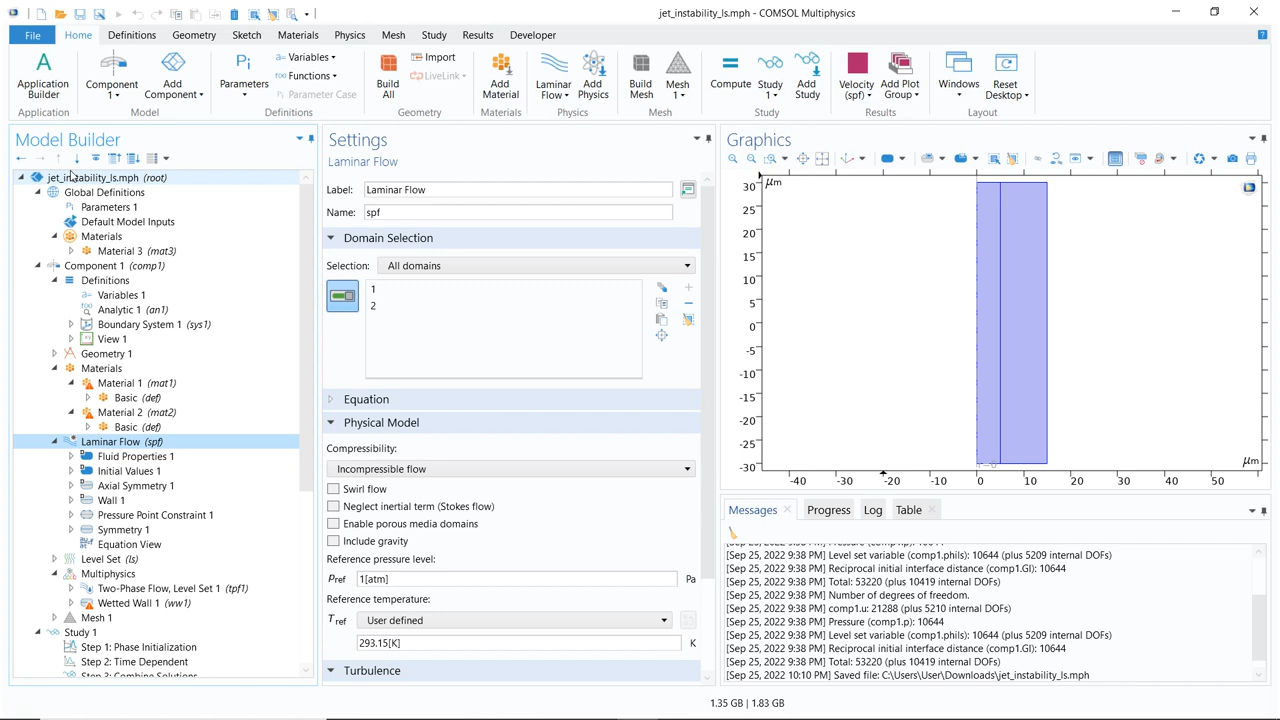 jet_instability_ls.mph - COMSOL Multiphysics
File
Home
Definitions
Geometry
Sketch
Materials
Physics
Mesh
Study
Results
Developer
Application Builder
Application
Component 1
Add Component
Model
Parameters
Variables
Functions
Parameter Case
Definitions
Build All
Import
LiveLink
Geometry
Add Material
Materials
Laminar Flow
Add Physics
Physics
Build Mesh
Mesh 1
Mesh
Compute
Study 1
Add Study
Study
Velocity (spf)
Add Plot Group
Results
Windows
Reset Desktop
Layout
Model Builder
jet_instability_ls.mph (root)
Global Definitions
Parameters 1
Default Model Inputs
Materials
Material 3 (mat3)
Component 1 (comp1)
Definitions
Variables 1
Analytic 1 (an1)
Boundary System 1 (sys1)
View 1
Geometry 1
Materials
Material 1 (mat1)
Basic (def)
Material 2 (mat2)
Basic (def)
Laminar Flow (spf)
Fluid Properties 1
Initial Values 1
Axial Symmetry 1
Wall 1
Pressure Point Constraint 1
Symmetry 1
Equation View
Level Set (ls)
Multiphysics
Two-Phase Flow, Level Set 1 (tpf1)
Wetted Wall 1 (ww1)
Mesh 1
Study 1
Step 1: Phase Initialization
Step 2: Time Dependent
Step 3: Combine Solutions
Settings
Laminar Flow
Label: Laminar Flow
Name: spf
Domain Selection
Selection: All domains
1
2
Equation
Physical Model
Compressibility:
Incompressible flow
Swirl flow
Neglect inertial term (Stokes flow)
Enable porous media domains
Include gravity
Reference pressure level:
pref 1[atm] Pa
Reference temperature:
Tref User defined
293.15[K] K
Turbulence
Graphics
μm
30
25
20
15
10
5
0
-5
-10
-15
-20
-25
-30
r=0
μm
-40 -30 -20 -10 0 10 20 30 40 50
Messages
Progress
Log
Table
[Sep 25, 2022 9:38 PM] Pressure (comp1.p): 10644
[Sep 25, 2022 9:38 PM] Level set variable (comp1.phils): 10644 (plus 5209 internal DOFs)
[Sep 25, 2022 9:38 PM] Reciprocal initial interface distance (comp1.GI): 10644
[Sep 25, 2022 9:38 PM] Total: 53220 (plus 10419 internal DOFs)
[Sep 25, 2022 9:38 PM] Number of degrees of freedom.
[Sep 25, 2022 9:38 PM] comp1.u: 21288 (plus 5210 internal DOFs)
[Sep 25, 2022 9:38 PM] Pressure (comp1.p): 10644
[Sep 25, 2022 9:38 PM] Level set variable (comp1.phils): 10644 (plus 5209 internal DOFs)
[Sep 25, 2022 9:38 PM] Reciprocal initial interface distance (comp1.GI): 10644
[Sep 25, 2022 9:38 PM] Total: 53220 (plus 10419 internal DOFs)
[Sep 25, 2022 10:10 PM] Saved file: C:\Users\User\Downloads\jet_instability_ls.mph
1.35 GB | 1.83 GB